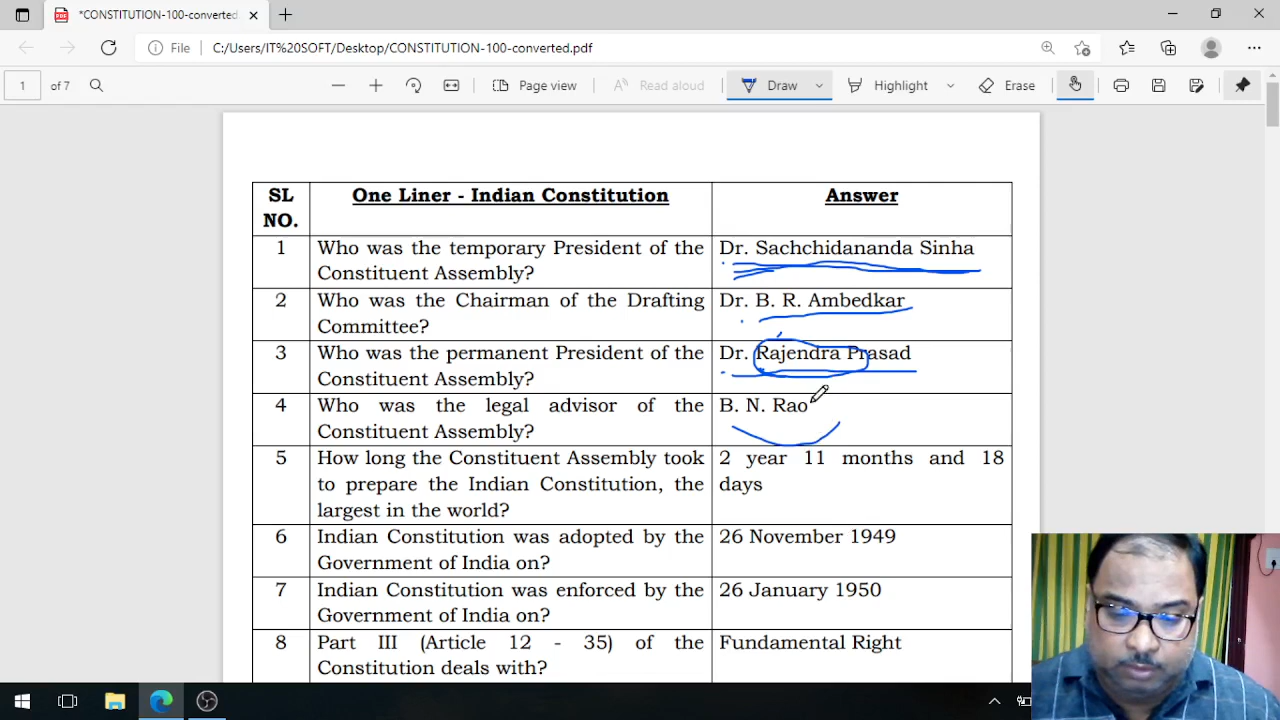 *CONSTITUTION-100-converted
File C:/Users/IT%20SOFT/Desktop/CONSTITUTION-100-converted.pdf
1 of 7 Page view Read aloud Draw Highlight Erase
SL NO. One Liner - Indian Constitution Answer
1 Who was the temporary President of the Dr. Sachchidananda Sinha
Constituent Assembly?
2 Who was the Chairman of the Drafting Dr. B. R. Ambedkar
Committee?
3 Who was the permanent President of the Dr. Rajendra Prasad
Constituent Assembly?
4 Who was the legal advisor of the B. N. Rao
Constituent Assembly?
5 How long the Constituent Assembly took 2 year 11 months and 18
to prepare the Indian Constitution, the days
largest in the world?
6 Indian Constitution was adopted by the 26 November 1949
Government of India on?
7 Indian Constitution was enforced by the 26 January 1950
Government of India on?
8 Part III (Article 12 - 35) of the Fundamental Right
Constitution deals with?